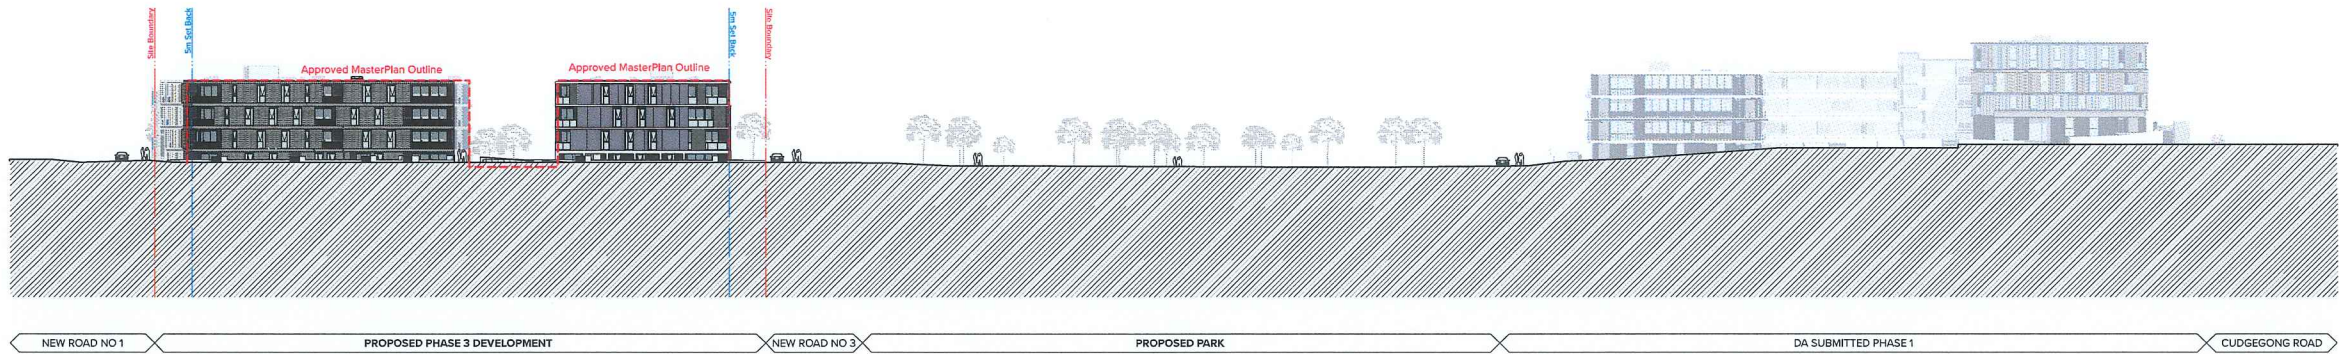 Site Boundary
5m Set Back
Approved MasterPlan Outline
Approved MasterPlan Outline
5m Set Back
Site Boundary
NEW ROAD NO 1
PROPOSED PHASE 3 DEVELOPMENT
NEW ROAD NO 3
PROPOSED PARK
DA SUBMITTED PHASE 1
CUDGEGONG ROAD